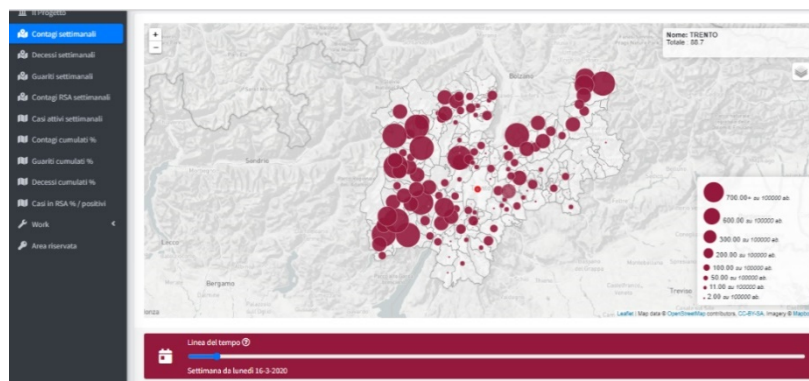 Il Progetto
Contagi settimanali
Decessi settimanali
Guariti settimanali
Contagi RSA settimanali
Casi attivi settimanali
Contagi cumulati %
Guariti cumulati %
Decessi cumulati %
Casi in RSA % / positivi
Work
Area riservata
+
−
Nome: TRENTO
Totale : 88.7
Bolzano
Sondrio
Lecco
Bergamo
Treviso
700.00+ su 100000 ab.
600.00 su 100000 ab.
300.00 su 100000 ab.
200.00 su 100000 ab.
100.00 su 100000 ab.
50.00 su 100000 ab.
11.00 su 100000 ab.
2.00 su 100000 ab.
Leaflet | Map data © OpenStreetMap contributors, CC-BY-SA, Imagery © Mapbox
Linea del tempo
Settimana da lunedì 16-3-2020